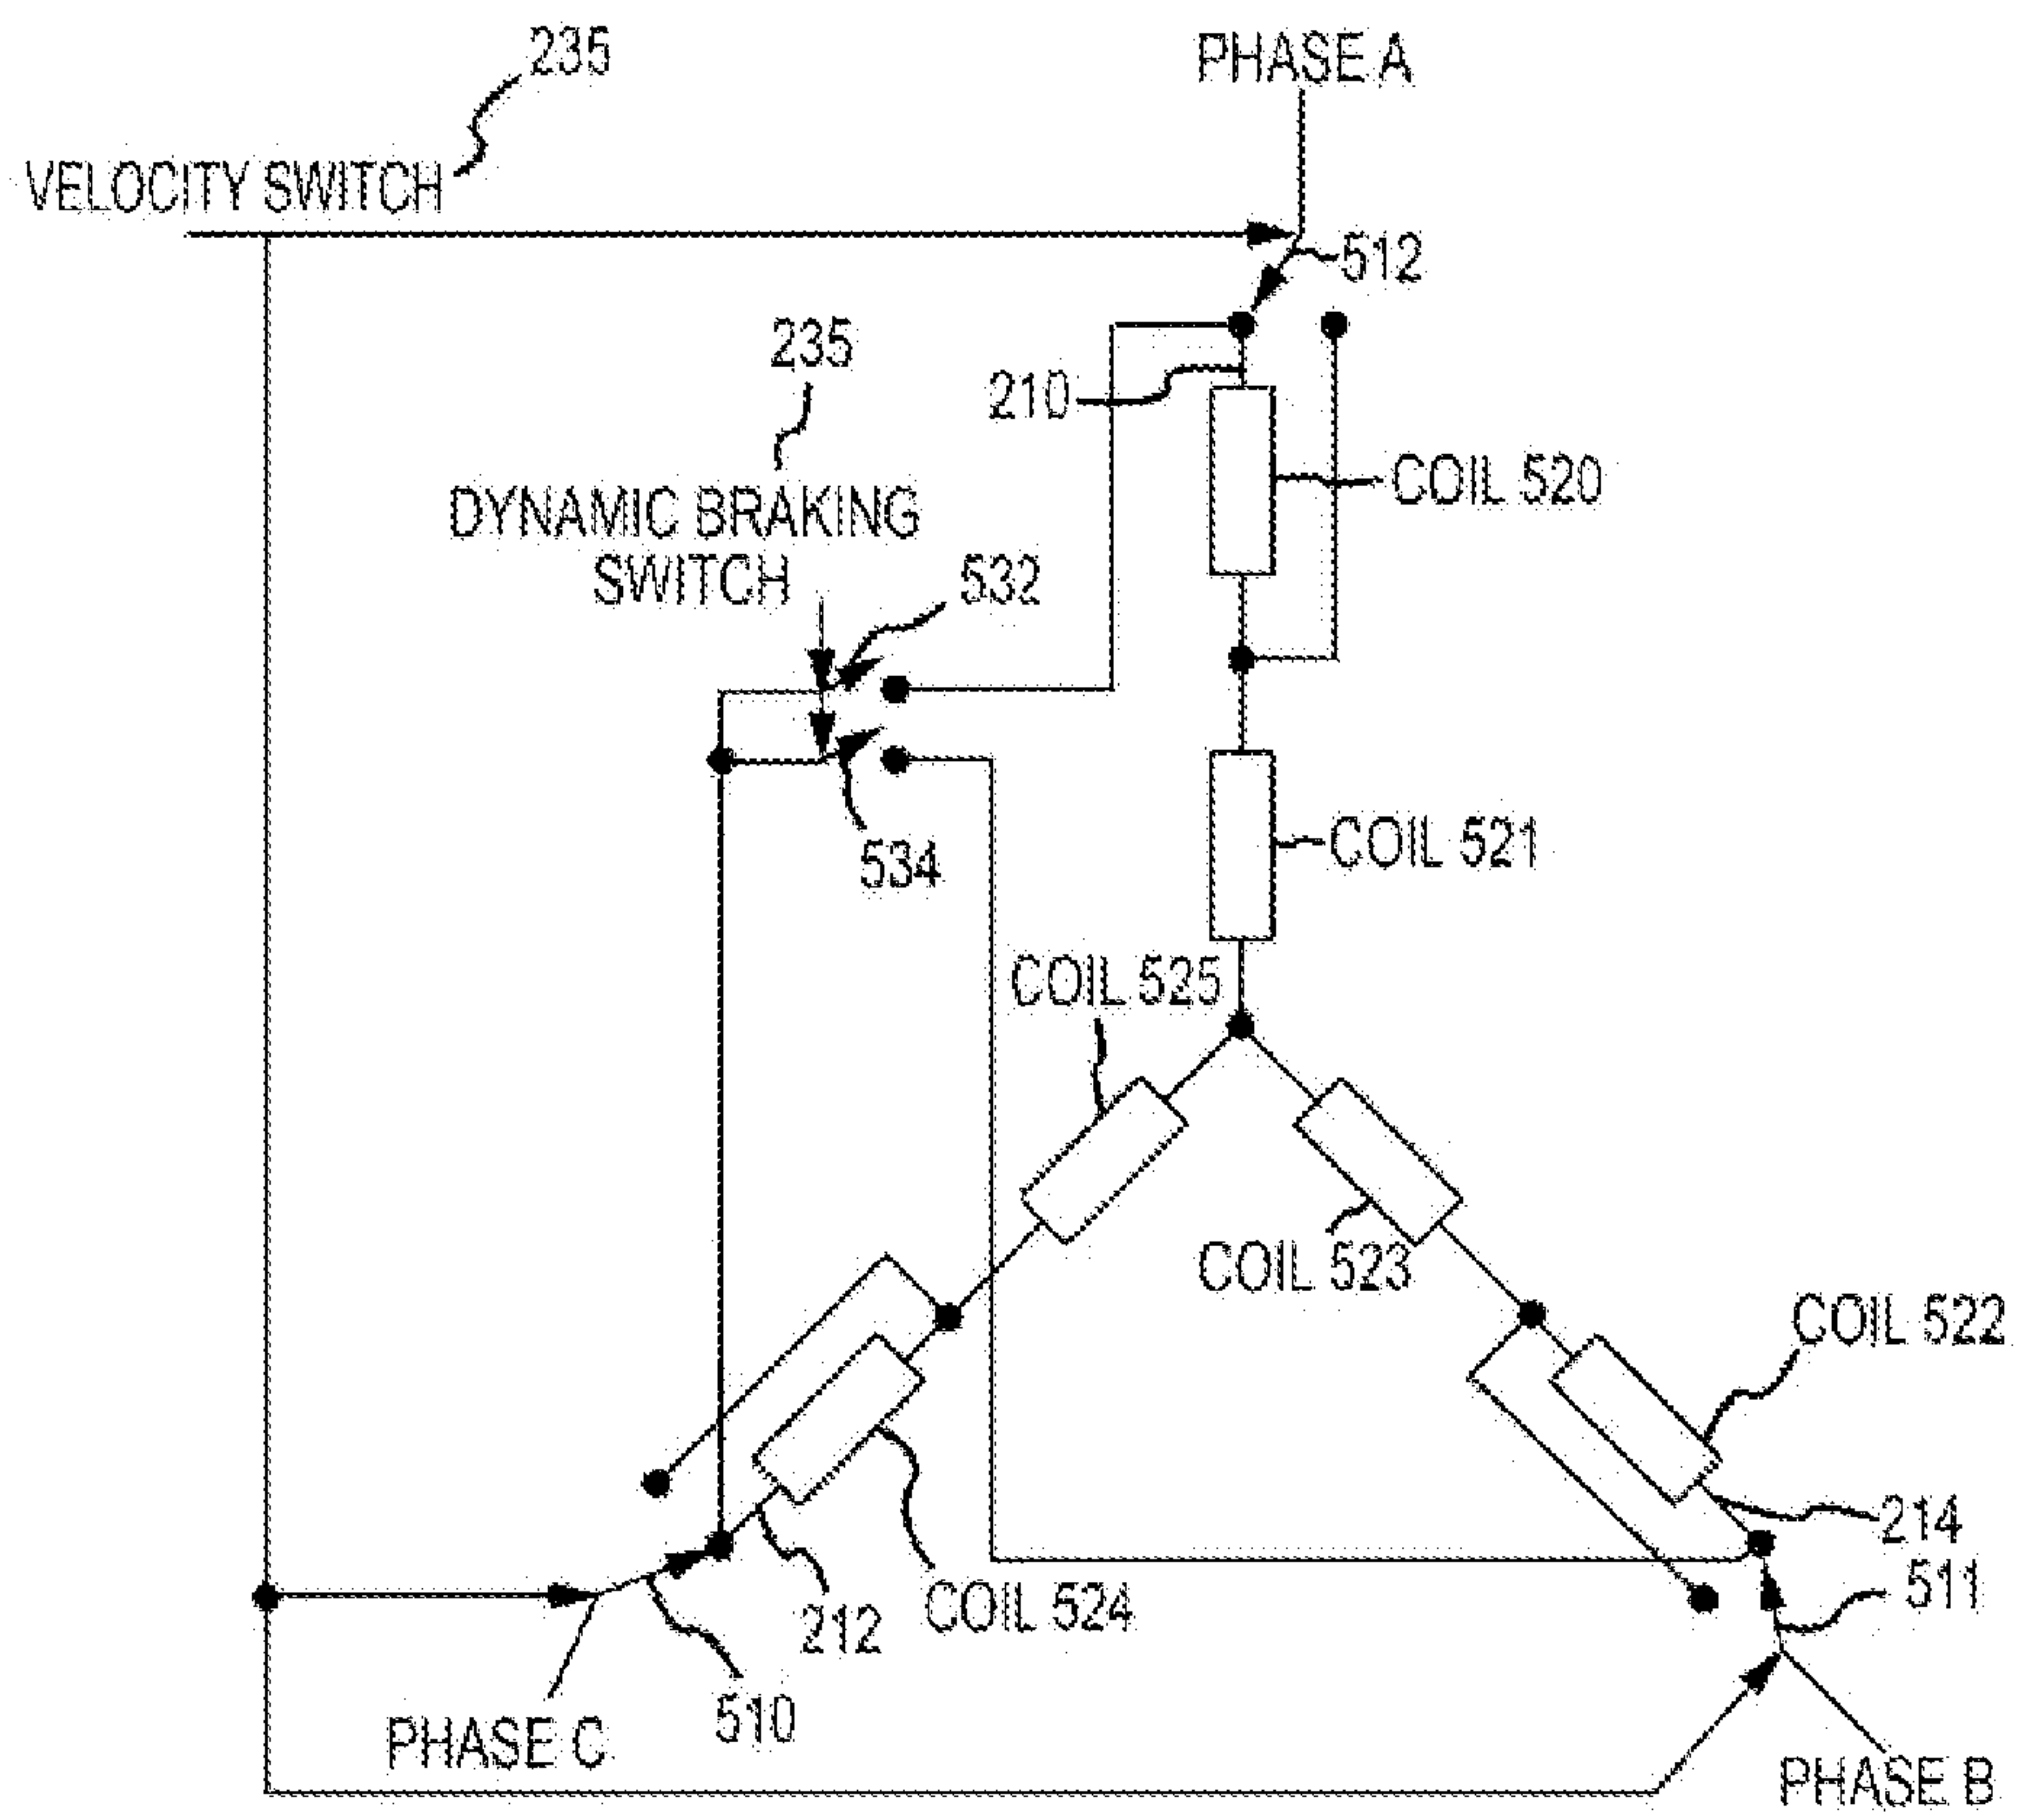 235
PHASE A
VELOCITY SWITCH
512
235
210
COIL 520
DYNAMIC BRAKING
SWITCH
532
COIL 521
534
COIL 525
COIL 523
COIL 522
214
511
COIL 524
212
510
PHASE C
PHASE B